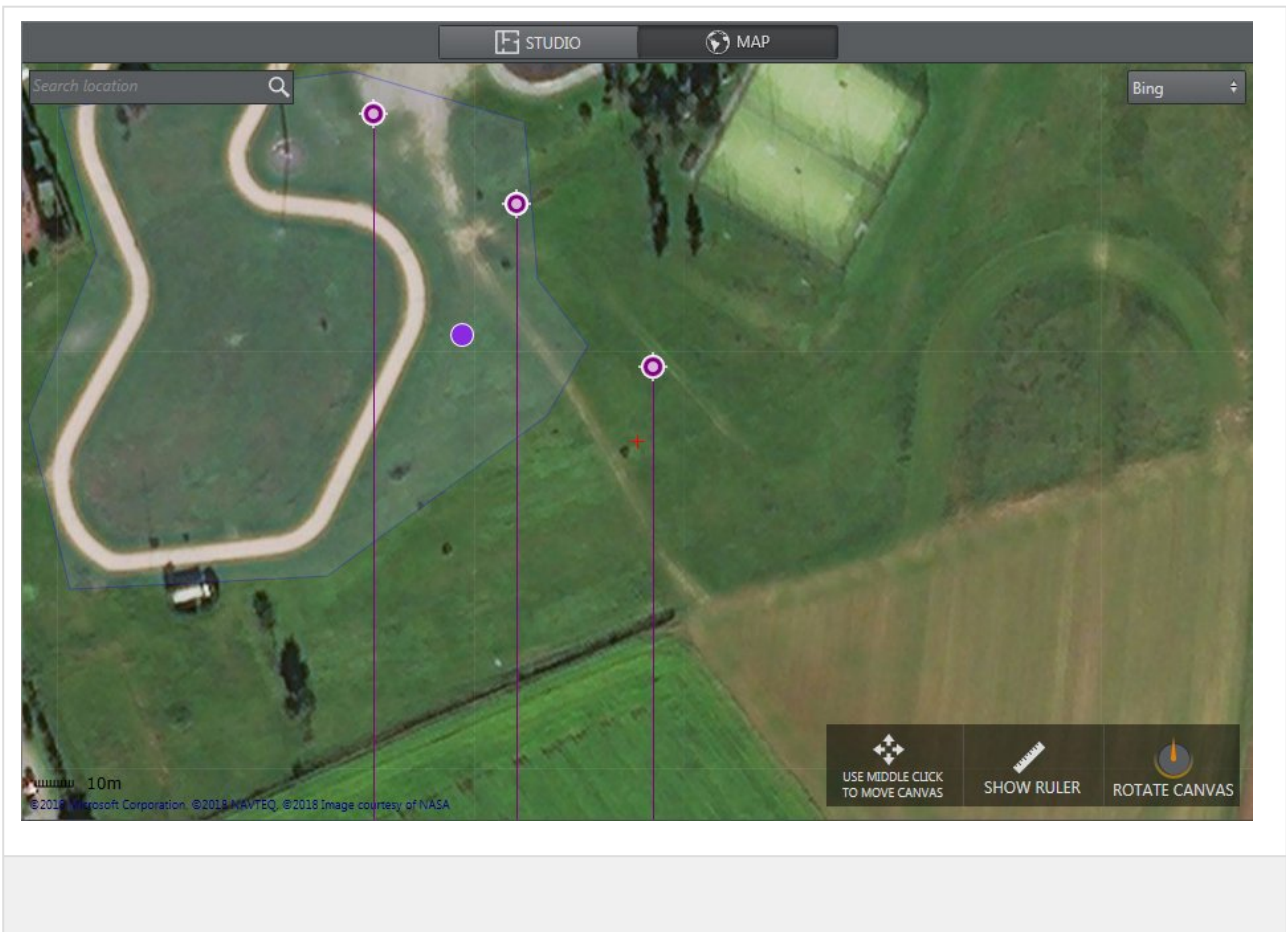 STUDIO
MAP
Search location
Bing
10m
USE MIDDLE CLICK
TO MOVE CANVAS
SHOW RULER
ROTATE CANVAS
©2018 Microsoft Corporation, ©2018 NAVTEQ, ©2018 Image courtesy of NASA